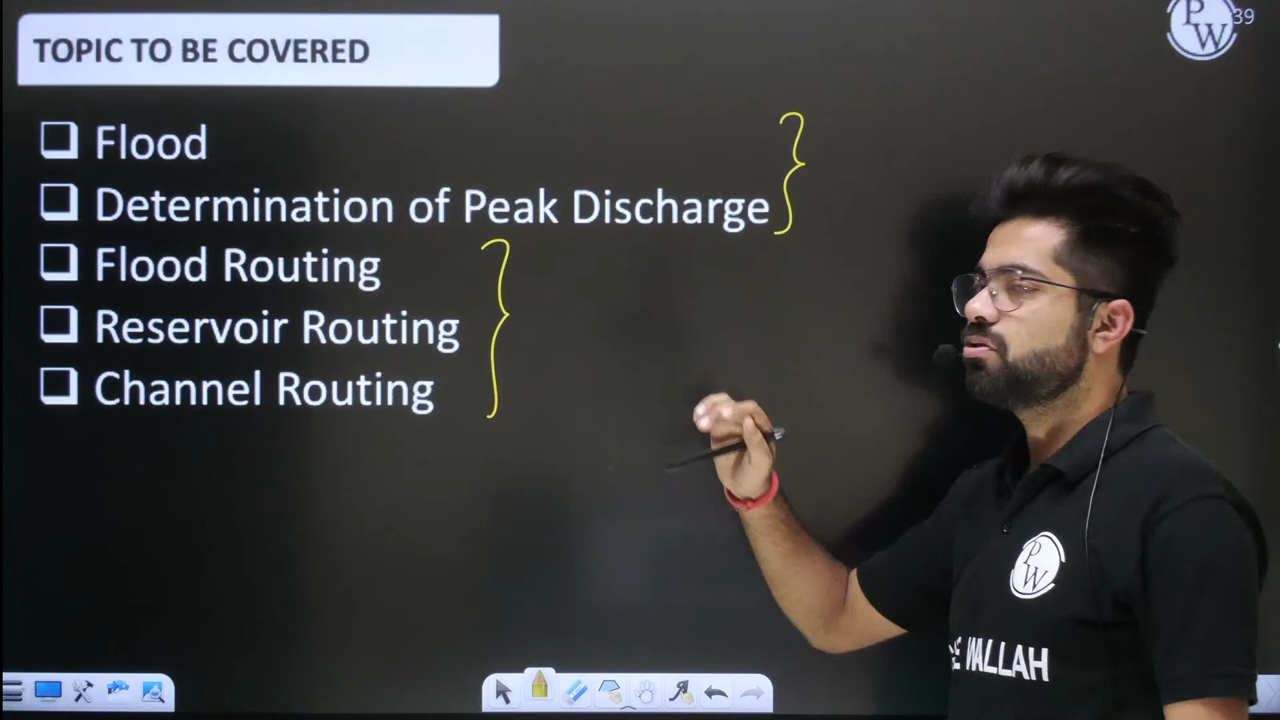 TOPIC TO BE COVERED
PW
39
Flood
Determination of Peak Discharge
Flood Routing
Reservoir Routing
Channel Routing
PW
WALLAH